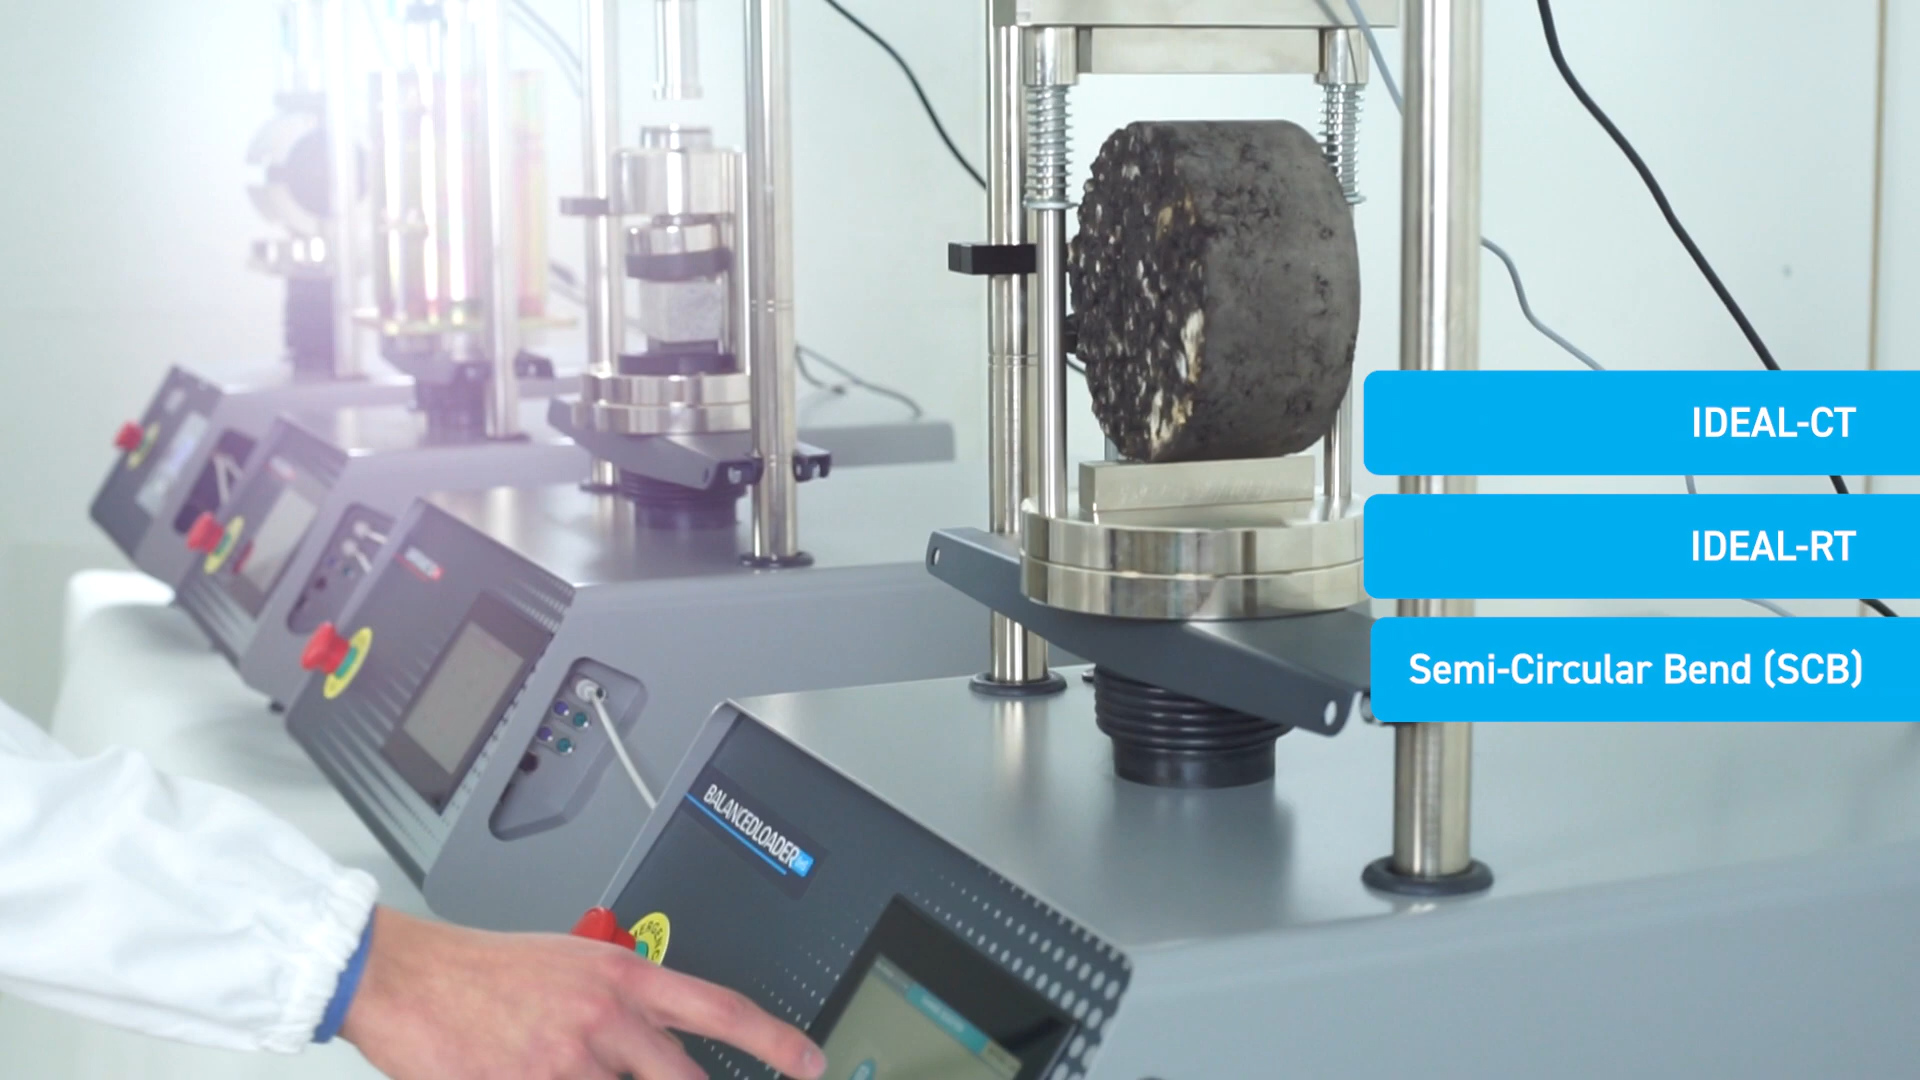 IDEAL-CT
IDEAL-RT
Semi-Circular Bend (SCB)
BALANCEDLOADER